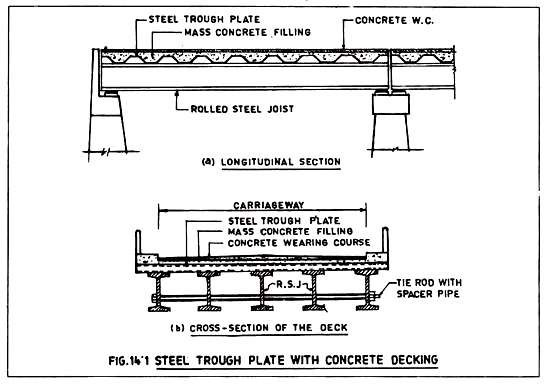 STEEL TROUGH PLATE
MASS CONCRETE FILLING
CONCRETE W.C.
ROLLED STEEL JOIST
(a) LONGITUDINAL SECTION
CARRIAGEWAY
STEEL TROUGH PLATE
MASS CONCRETE FILLING
CONCRETE WEARING COURSE
R.S.J
TIE ROD WITH
SPACER PIPE
(b) CROSS-SECTION OF THE DECK
FIG.14·1 STEEL TROUGH PLATE WITH CONCRETE DECKING